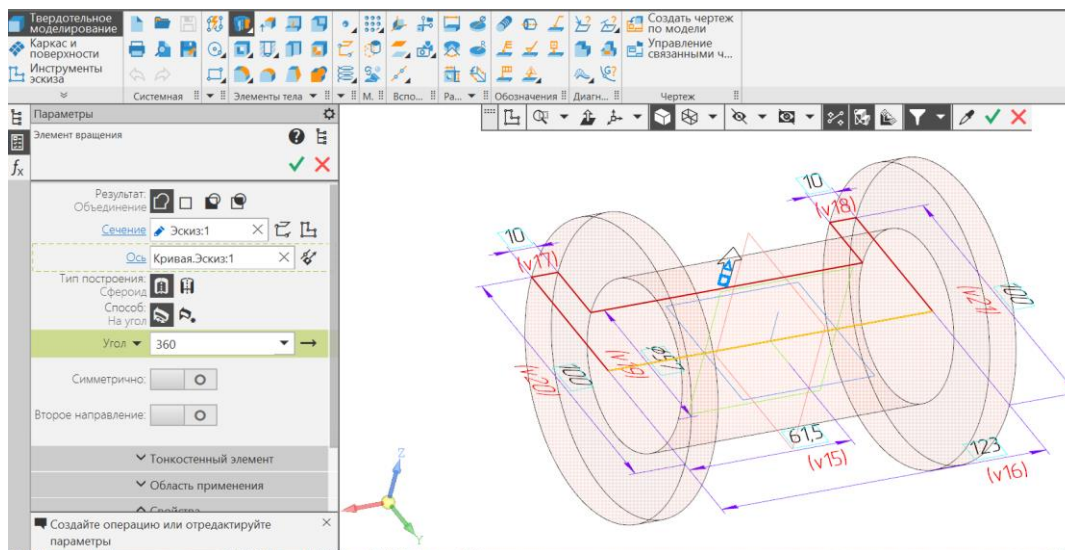 Твердотельное
моделирование
Каркас и
поверхности
Инструменты
эскиза
Системная
Элементы тела
М.
Вспо...
Ра...
Обозначения
Диагн...
Чертеж
Создать чертеж
по модели
Управление
связанными ч...
Параметры
Элемент вращения
Результат:
Объединение
Сечение
Эскиз:1
Ось
Кривая.Эскиз:1
Тип построения:
Сфероид
Способ:
На угол
Угол
360
Симметрично:
Второе направление:
Тонкостенный элемент
Область применения
Свойства
Создайте операцию или отредактируйте
параметры
10
(v17)
10
(v18)
(v19)
100
(v20)
(v21)
61,5
(v15)
123
(v16)
Z
X
Y